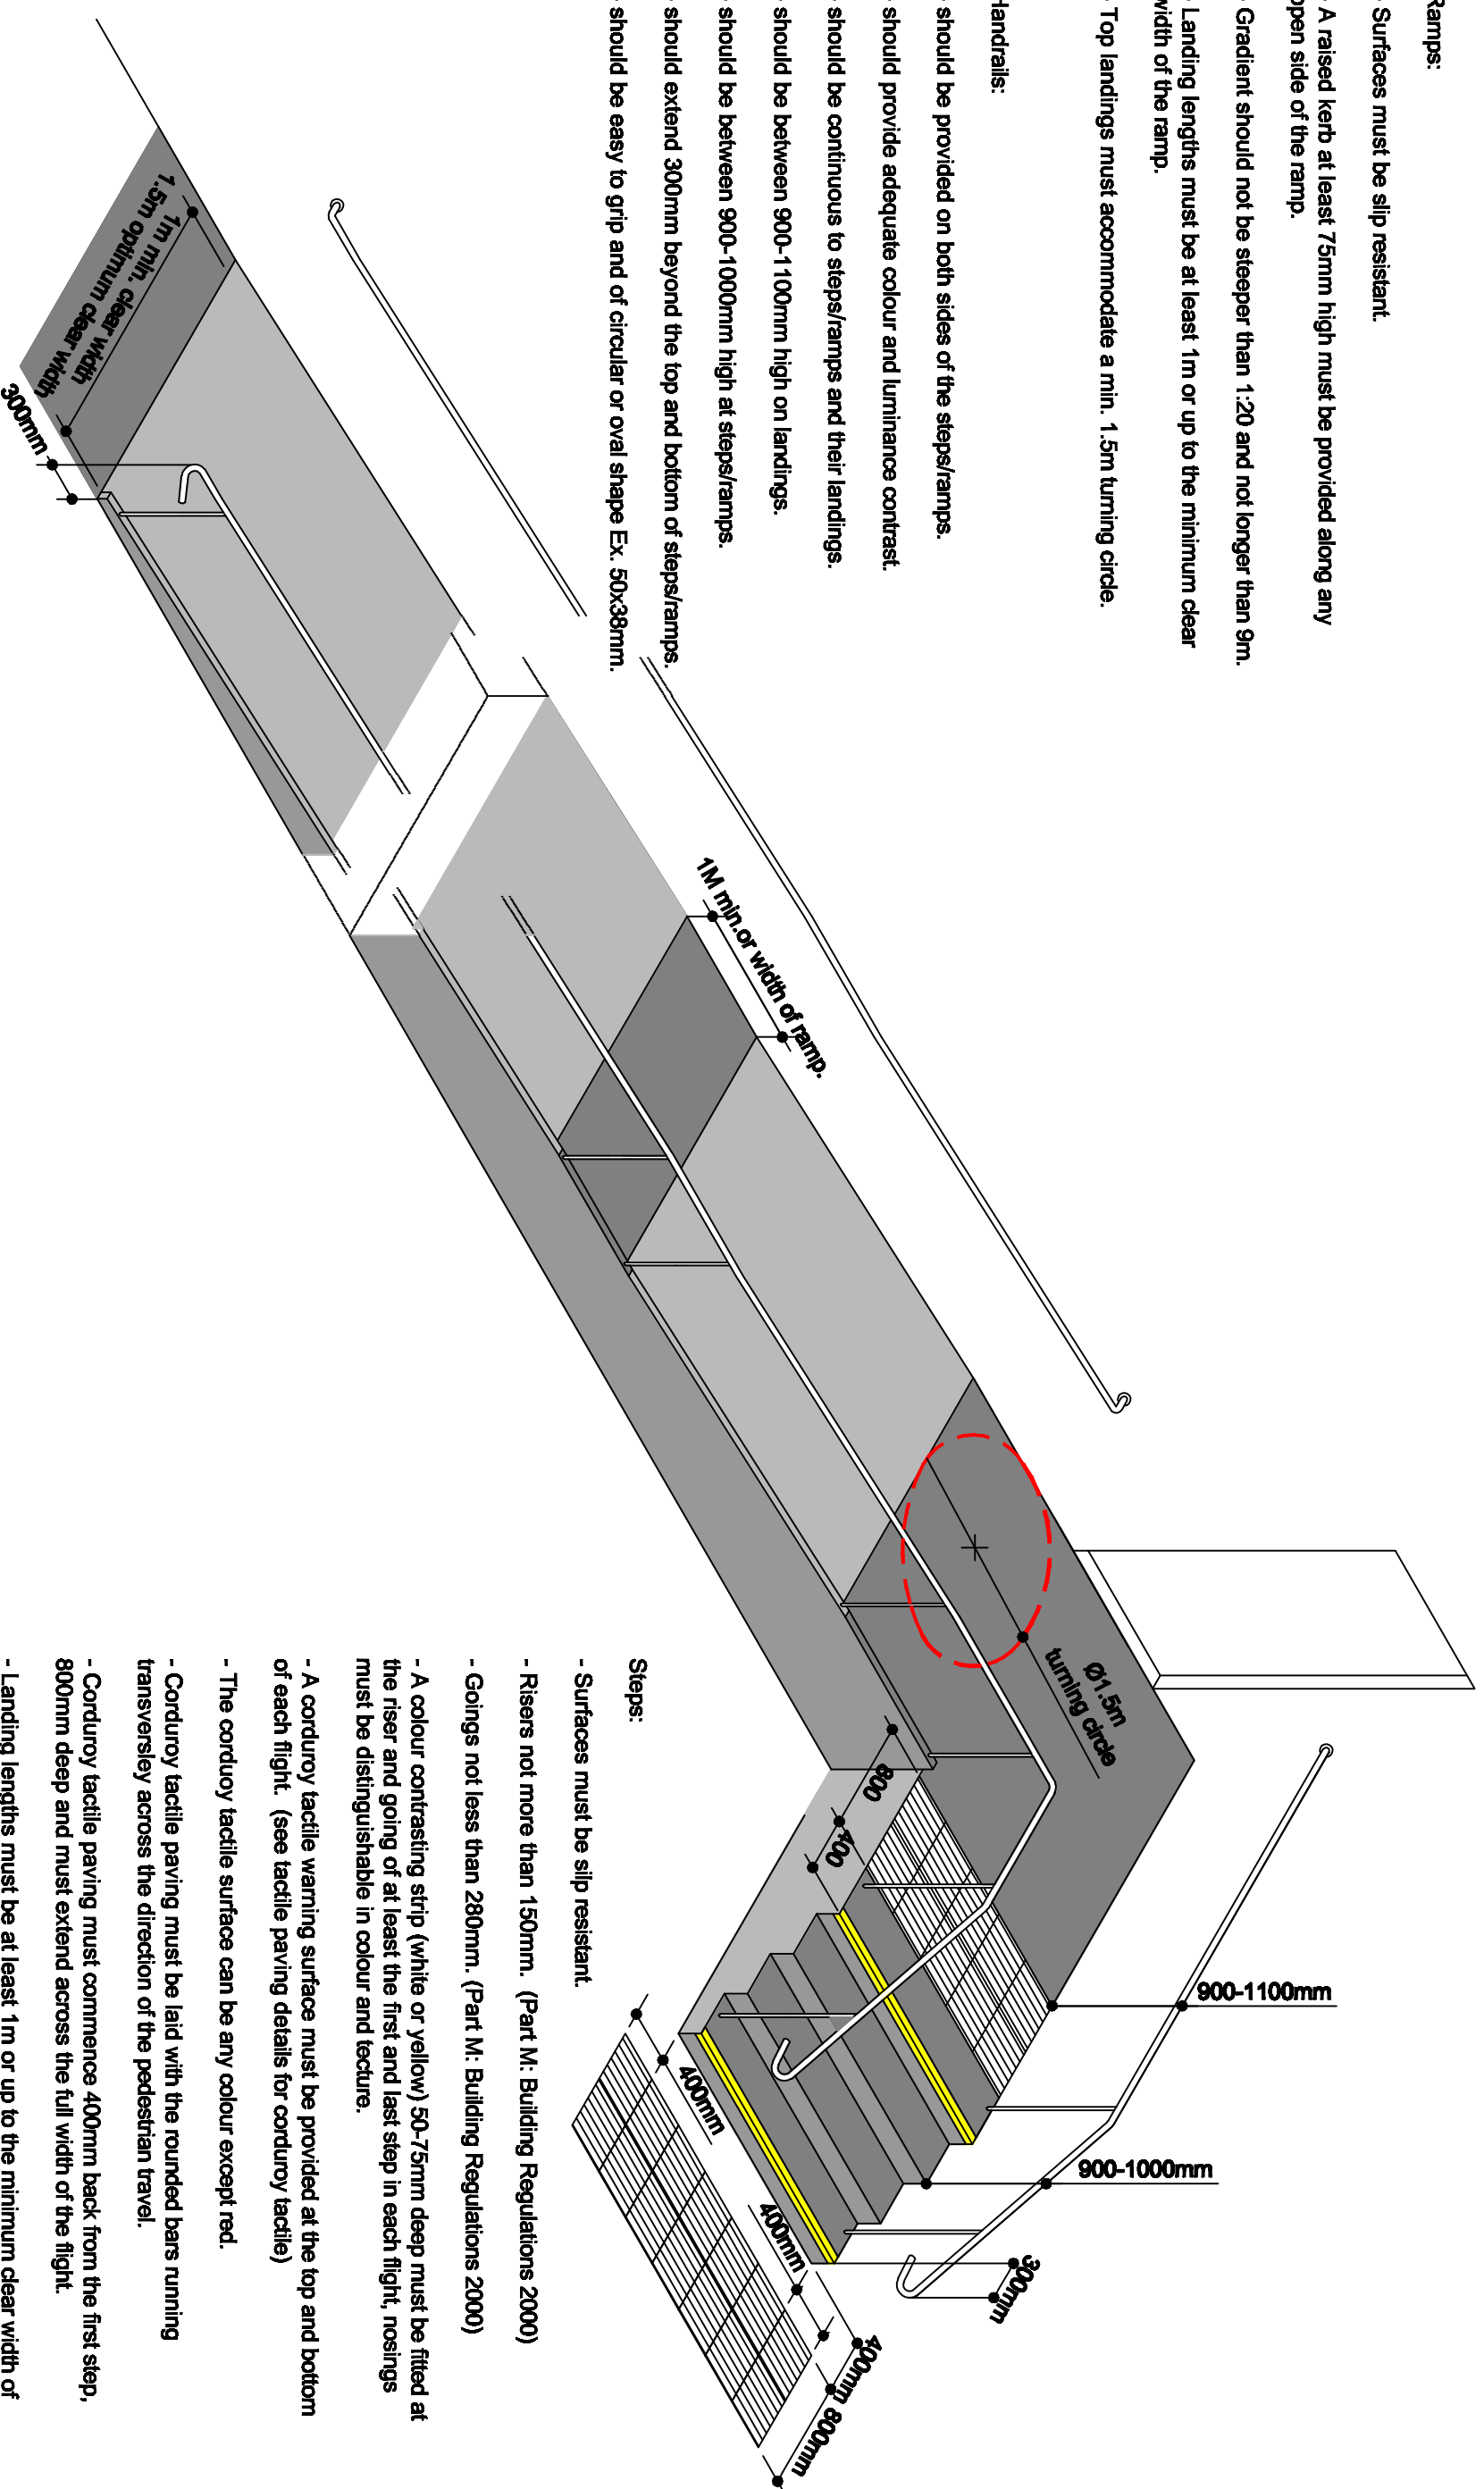 Ramps:
- Surfaces must be slip resistant.
- A raised kerb at least 75mm high must be provided along any
open side of the ramp.
- Gradient should not be steeper than 1:20 and not longer than 9m.
- Landing lengths must be at least 1m or up to the minimum clear
width of the ramp.
- Top landings must accommodate a min. 1.5m turning circle.
Handrails:
- should be provided on both sides of the steps/ramps.
- should provide adequate colour and luminance contrast.
- should be continuous to steps/ramps and their landings.
- should be between 900-1100mm high on landings.
- should be between 900-1000mm high at steps/ramps.
- should extend 300mm beyond the top and bottom of steps/ramps.
- should be easy to grip and of circular or oval shape Ex. 50x38mm.
1m min. clear width
1.5m optimum clear width
300mm
1M min.or width of ramp.
Ø1.5m
turning circle
800
400
900-1100mm
900-1000mm
300mm
400mm
400mm
400mm
800mm
Steps:
- Surfaces must be silp resistant.
- Risers not more than 150mm. (Part M: Building Regulations 2000)
- Goings not less than 280mm. (Part M: Building Regulations 2000)
- A colour contrasting strip (white or yellow) 50-75mm deep must be fitted at
the riser and going of at least the first and last step in each flight, nosings
must be distinguishable in colour and tecture.
- A corduroy tactile warning surface must be provided at the top and bottom
of each flight. (see tactile paving details for corduroy tactile)
- The corduoy tactile surface can be any colour except red.
- Corduroy tactile paving must be laid with the rounded bars running
transversley across the direction of the pedestrian travel.
- Corduroy tactile paving must commence 400mm back from the first step,
800mm deep and must extend across the full width of the flight.
- Landing lengths must be at least 1m or up to the minimum clear width of